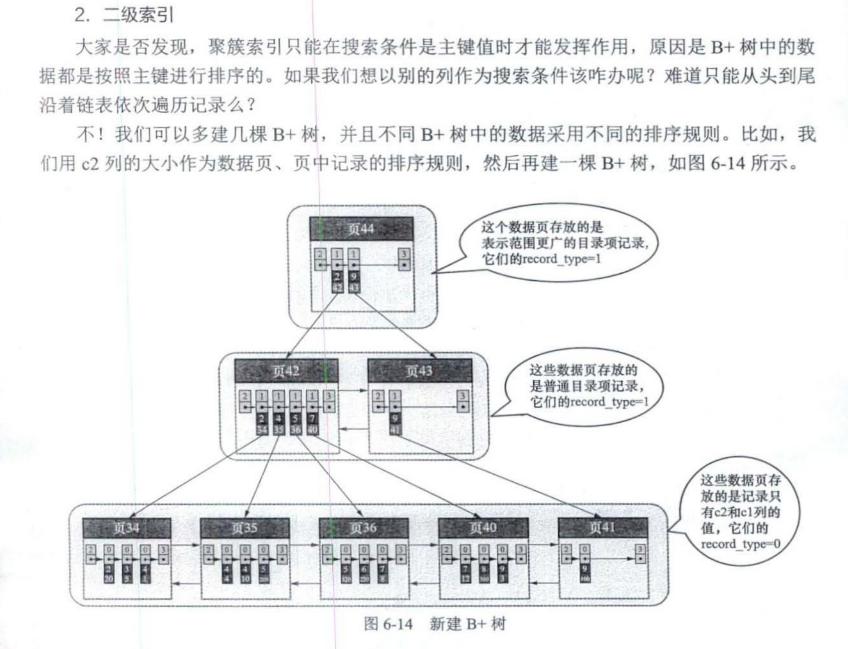 2. 二级索引
大家是否发现，聚簇索引只能在搜索条件是主键值时才能发挥作用，原因是 B+ 树中的数
据都是按照主键进行排序的。如果我们想以别的列作为搜索条件该咋办呢？难道只能从头到尾
沿着链表依次遍历记录么？
不！我们可以多建几棵 B+ 树，并且不同 B+ 树中的数据采用不同的排序规则。比如，我
们用 c2 列的大小作为数据页、页中记录的排序规则，然后再建一棵 B+ 树，如图 6-14 所示。
页44
2 1 1 3
2 9
42 43
这个数据页存放的是
表示范围更广的目录项记录,
它们的record_type=1
页42
2 1 1 1 1 3
2 4 5 7
34 35 36 40
页43
2 1 3
9
41
这些数据页存放的
是普通目录项记录，
它们的record_type=1
页34
2 0 0 0 3
2 3 4
20 5
页35
2 0 0 0 3
4 4 5
4 10
页36
2 0 0 0 3
5 6 7
8
页40
2 0 0 0 3
7 8 9
12 3
页41
2 0 3
9
这些数据页存
放的是记录只
有c2和c1列的
值，它们的
record_type=0
图 6-14 新建 B+ 树